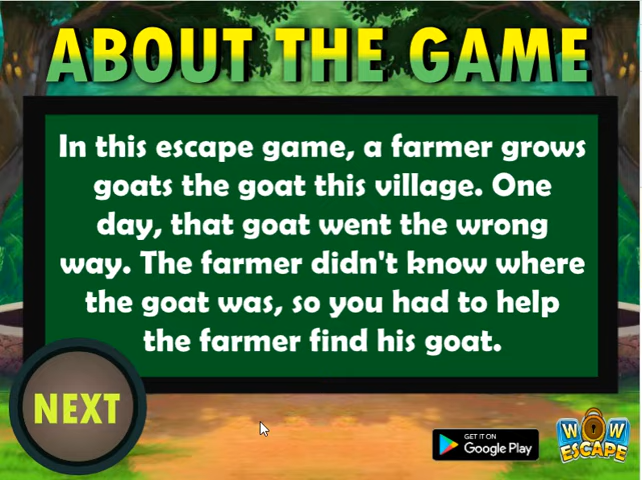 ABOUT THE GAME
In this escape game, a farmer grows
goats the goat this village. One
day, that goat went the wrong
way. The farmer didn't know where
the goat was, so you had to help
the farmer find his goat.
NEXT
GET IT ON
Google Play
WOW
ESCAPE